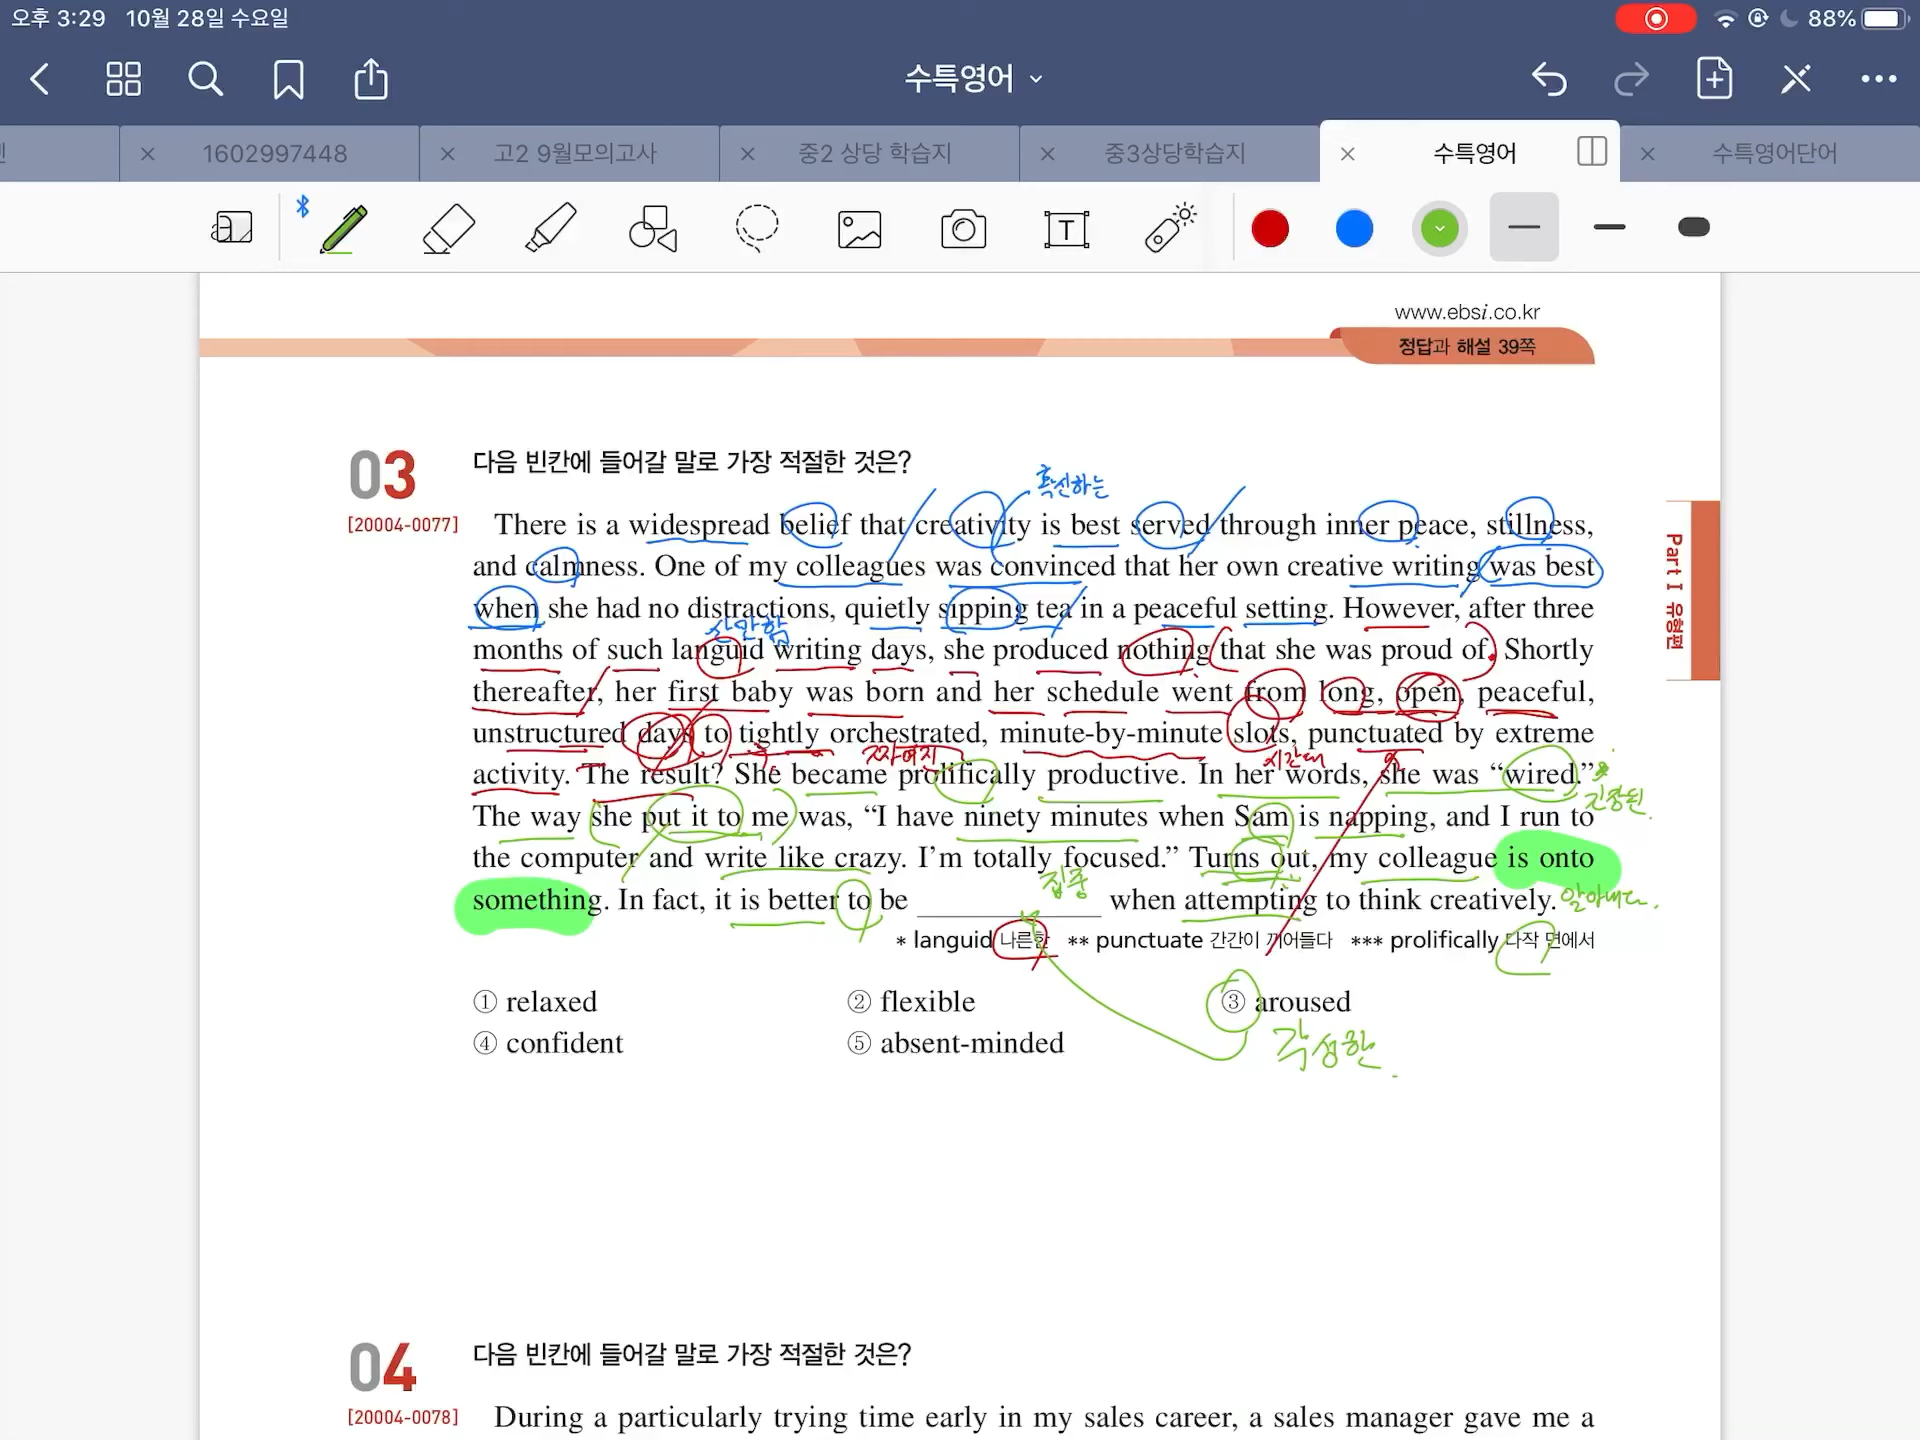 오후 3:29 10월 28일 수요일
88%
수특영어
1602997448
고2 9월모의고사
중2 상당 학습지
중3상당학습지
수특영어
수특영어단어
www.ebsi.co.kr
정답과 해설 39쪽
Part I 유형편
03
다음 빈칸에 들어갈 말로 가장 적절한 것은?
확신하는
[20004-0077]
There is a widespread belief that creativity is best served through inner peace, stillness,
and calmness. One of my colleagues was convinced that her own creative writing was best
when she had no distractions, quietly sipping tea in a peaceful setting. However, after three
산만함
months of such languid writing days, she produced nothing that she was proud of. Shortly
thereafter, her first baby was born and her schedule went from long, open, peaceful,
unstructured days to tightly orchestrated, minute-by-minute slots, punctuated by extreme
짜여진
시간대
activity. The result? She became prolifically productive. In her words, she was “wired.”
긴장된.
The way she put it to me was, “I have ninety minutes when Sam is napping, and I run to
the computer and write like crazy. I’m totally focused.” Turns out, my colleague is onto
집중
something. In fact, it is better to be ____________ when attempting to think creatively.
알아내다.
* languid 나른한 ** punctuate 간간이 끼어들다 *** prolifically 다작 면에서
① relaxed ② flexible ③ aroused
④ confident ⑤ absent-minded
각성한.
04
다음 빈칸에 들어갈 말로 가장 적절한 것은?
[20004-0078]
During a particularly trying time early in my sales career, a sales manager gave me a